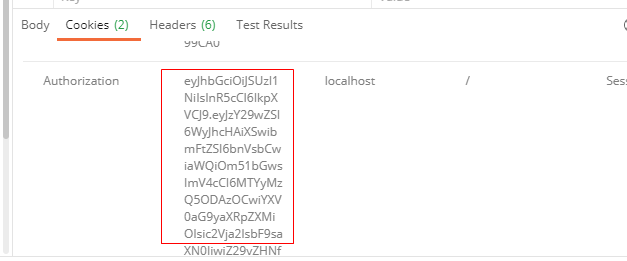 Body Cookies (2) Headers (6) Test Results
99CA0
Authorization eyJhbGciOiJSUzI1 localhost / Sess
NiIsInR5cCI6IkpX
VCJ9.eyJzY29wZSI
6WyJhcHAiXSwib
mFtZSI6bnVsbCw
iaWQiOm51bGws
ImV4cCI6MTYyMz
Q5ODAzOCwiYXV
0aG9yaXRpZXMi
Olsic2Vja2lsbF9sa
XN0IiwiZ29vZHNf